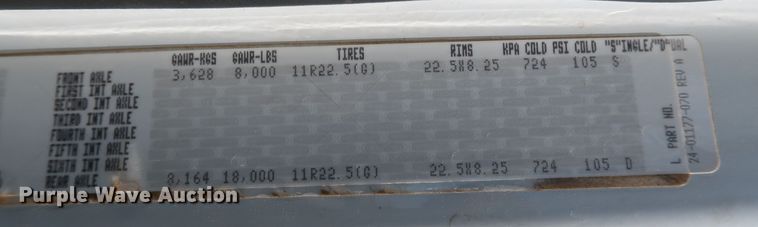 GAWR-KGS GAWR-LBS TIRES RIMS KPA COLD PSI COLD "S"INGLE/"D"UAL
FRONT AXLE 3,628 8,000 11R22.5(G) 22.5X8.25 724 105 S
FIRST INT AXLE
SECOND INT AXLE
THIRD INT AXLE
FOURTH INT AXLE
FIFTH INT AXLE
SIXTH INT AXLE
REAR AXLE 8,164 18,000 11R22.5(G) 22.5X8.25 724 105 D
L PART NO.
24-01177-070 REV A
Purple Wave Auction